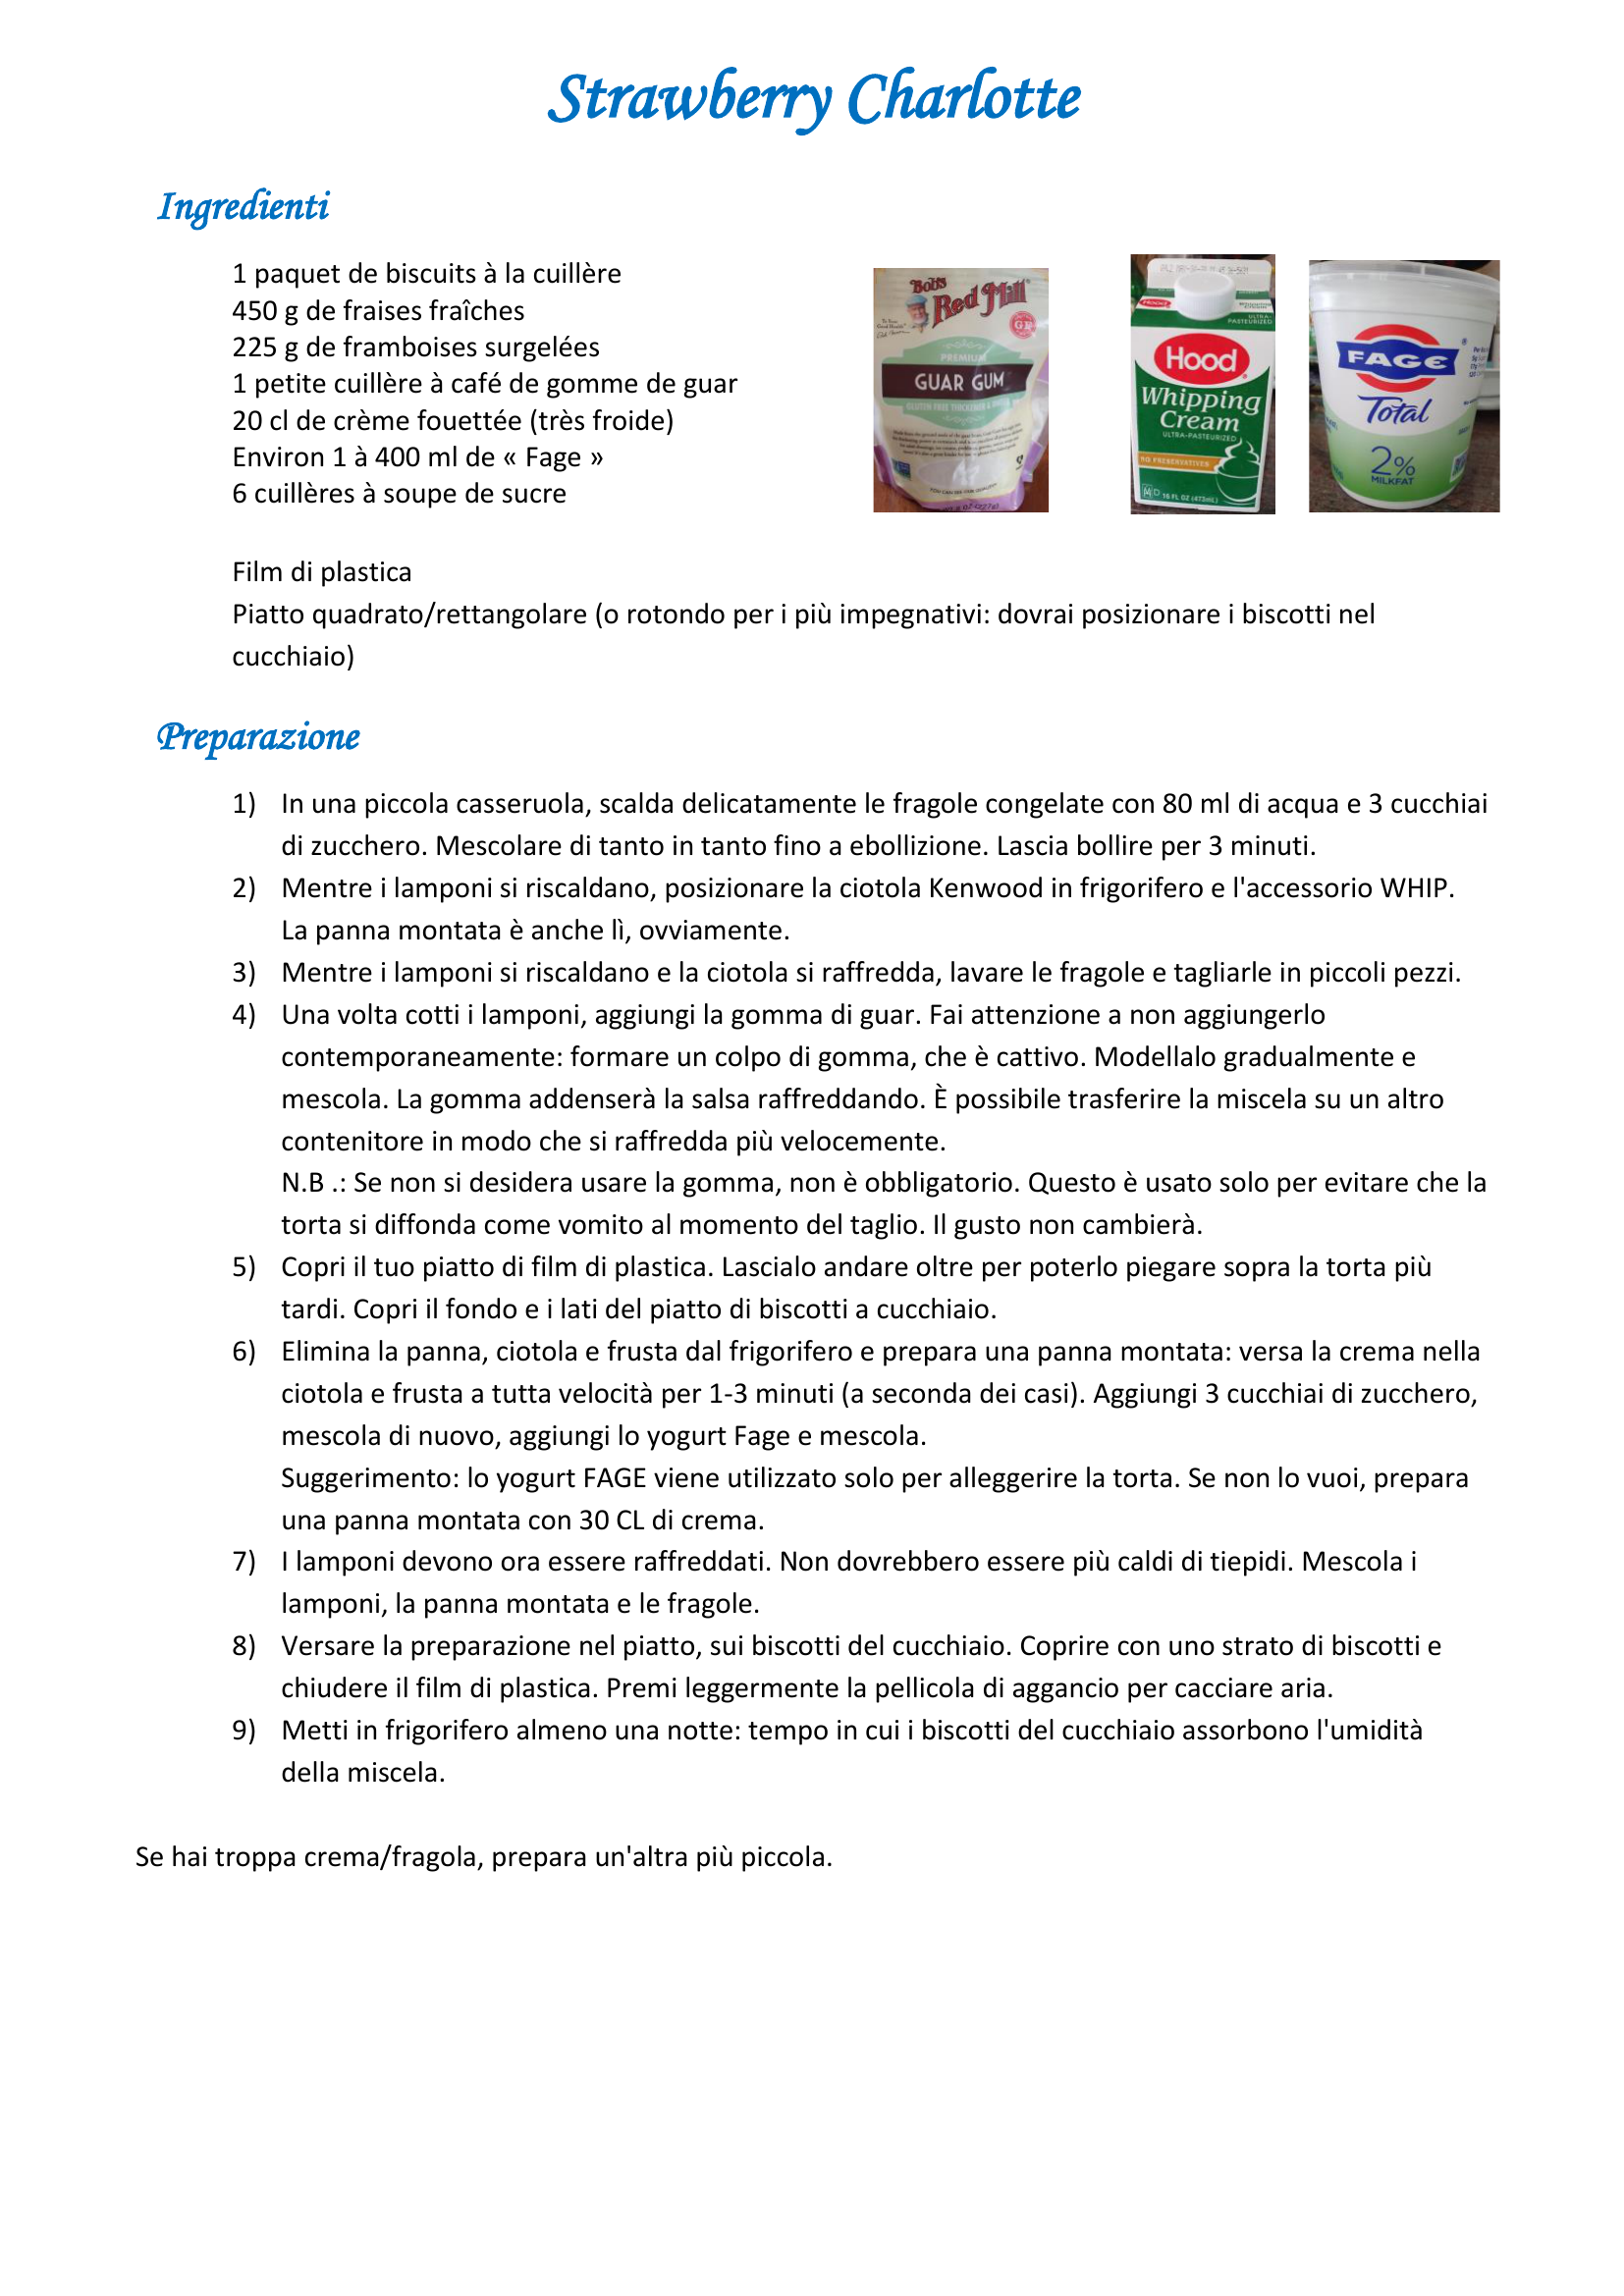 Strawberry Charlotte
Ingredienti
1 paquet de biscuits à la cuillère
450 g de fraises fraîches
225 g de framboises surgelées
1 petite cuillère à café de gomme de guar
20 cl de crème fouettée (très froide)
Environ 1 à 400 ml de « Fage »
6 cuillères à soupe de sucre
Bob's
Red Mill
PREMIUM
GUAR GUM
Hood
Whipping
Cream
ULTRA-PASTEURIZED
NO PRESERVATIVES
16 FL OZ (473mL)
FAGE
Total
2%
MILKFAT
Film di plastica
Piatto quadrato/rettangolare (o rotondo per i più impegnativi: dovrai posizionare i biscotti nel
cucchiaio)
Preparazione
1) In una piccola casseruola, scalda delicatamente le fragole congelate con 80 ml di acqua e 3 cucchiai
di zucchero. Mescolare di tanto in tanto fino a ebollizione. Lascia bollire per 3 minuti.
2) Mentre i lamponi si riscaldano, posizionare la ciotola Kenwood in frigorifero e l'accessorio WHIP.
La panna montata è anche lì, ovviamente.
3) Mentre i lamponi si riscaldano e la ciotola si raffredda, lavare le fragole e tagliarle in piccoli pezzi.
4) Una volta cotti i lamponi, aggiungi la gomma di guar. Fai attenzione a non aggiungerlo
contemporaneamente: formare un colpo di gomma, che è cattivo. Modellalo gradualmente e
mescola. La gomma addenserà la salsa raffreddando. È possibile trasferire la miscela su un altro
contenitore in modo che si raffredda più velocemente.
N.B .: Se non si desidera usare la gomma, non è obbligatorio. Questo è usato solo per evitare che la
torta si diffonda come vomito al momento del taglio. Il gusto non cambierà.
5) Copri il tuo piatto di film di plastica. Lascialo andare oltre per poterlo piegare sopra la torta più
tardi. Copri il fondo e i lati del piatto di biscotti a cucchiaio.
6) Elimina la panna, ciotola e frusta dal frigorifero e prepara una panna montata: versa la crema nella
ciotola e frusta a tutta velocità per 1-3 minuti (a seconda dei casi). Aggiungi 3 cucchiai di zucchero,
mescola di nuovo, aggiungi lo yogurt Fage e mescola.
Suggerimento: lo yogurt FAGE viene utilizzato solo per alleggerire la torta. Se non lo vuoi, prepara
una panna montata con 30 CL di crema.
7) I lamponi devono ora essere raffreddati. Non dovrebbero essere più caldi di tiepidi. Mescola i
lamponi, la panna montata e le fragole.
8) Versare la preparazione nel piatto, sui biscotti del cucchiaio. Coprire con uno strato di biscotti e
chiudere il film di plastica. Premi leggermente la pellicola di aggancio per cacciare aria.
9) Metti in frigorifero almeno una notte: tempo in cui i biscotti del cucchiaio assorbono l'umidità
della miscela.
Se hai troppa crema/fragola, prepara un'altra più piccola.